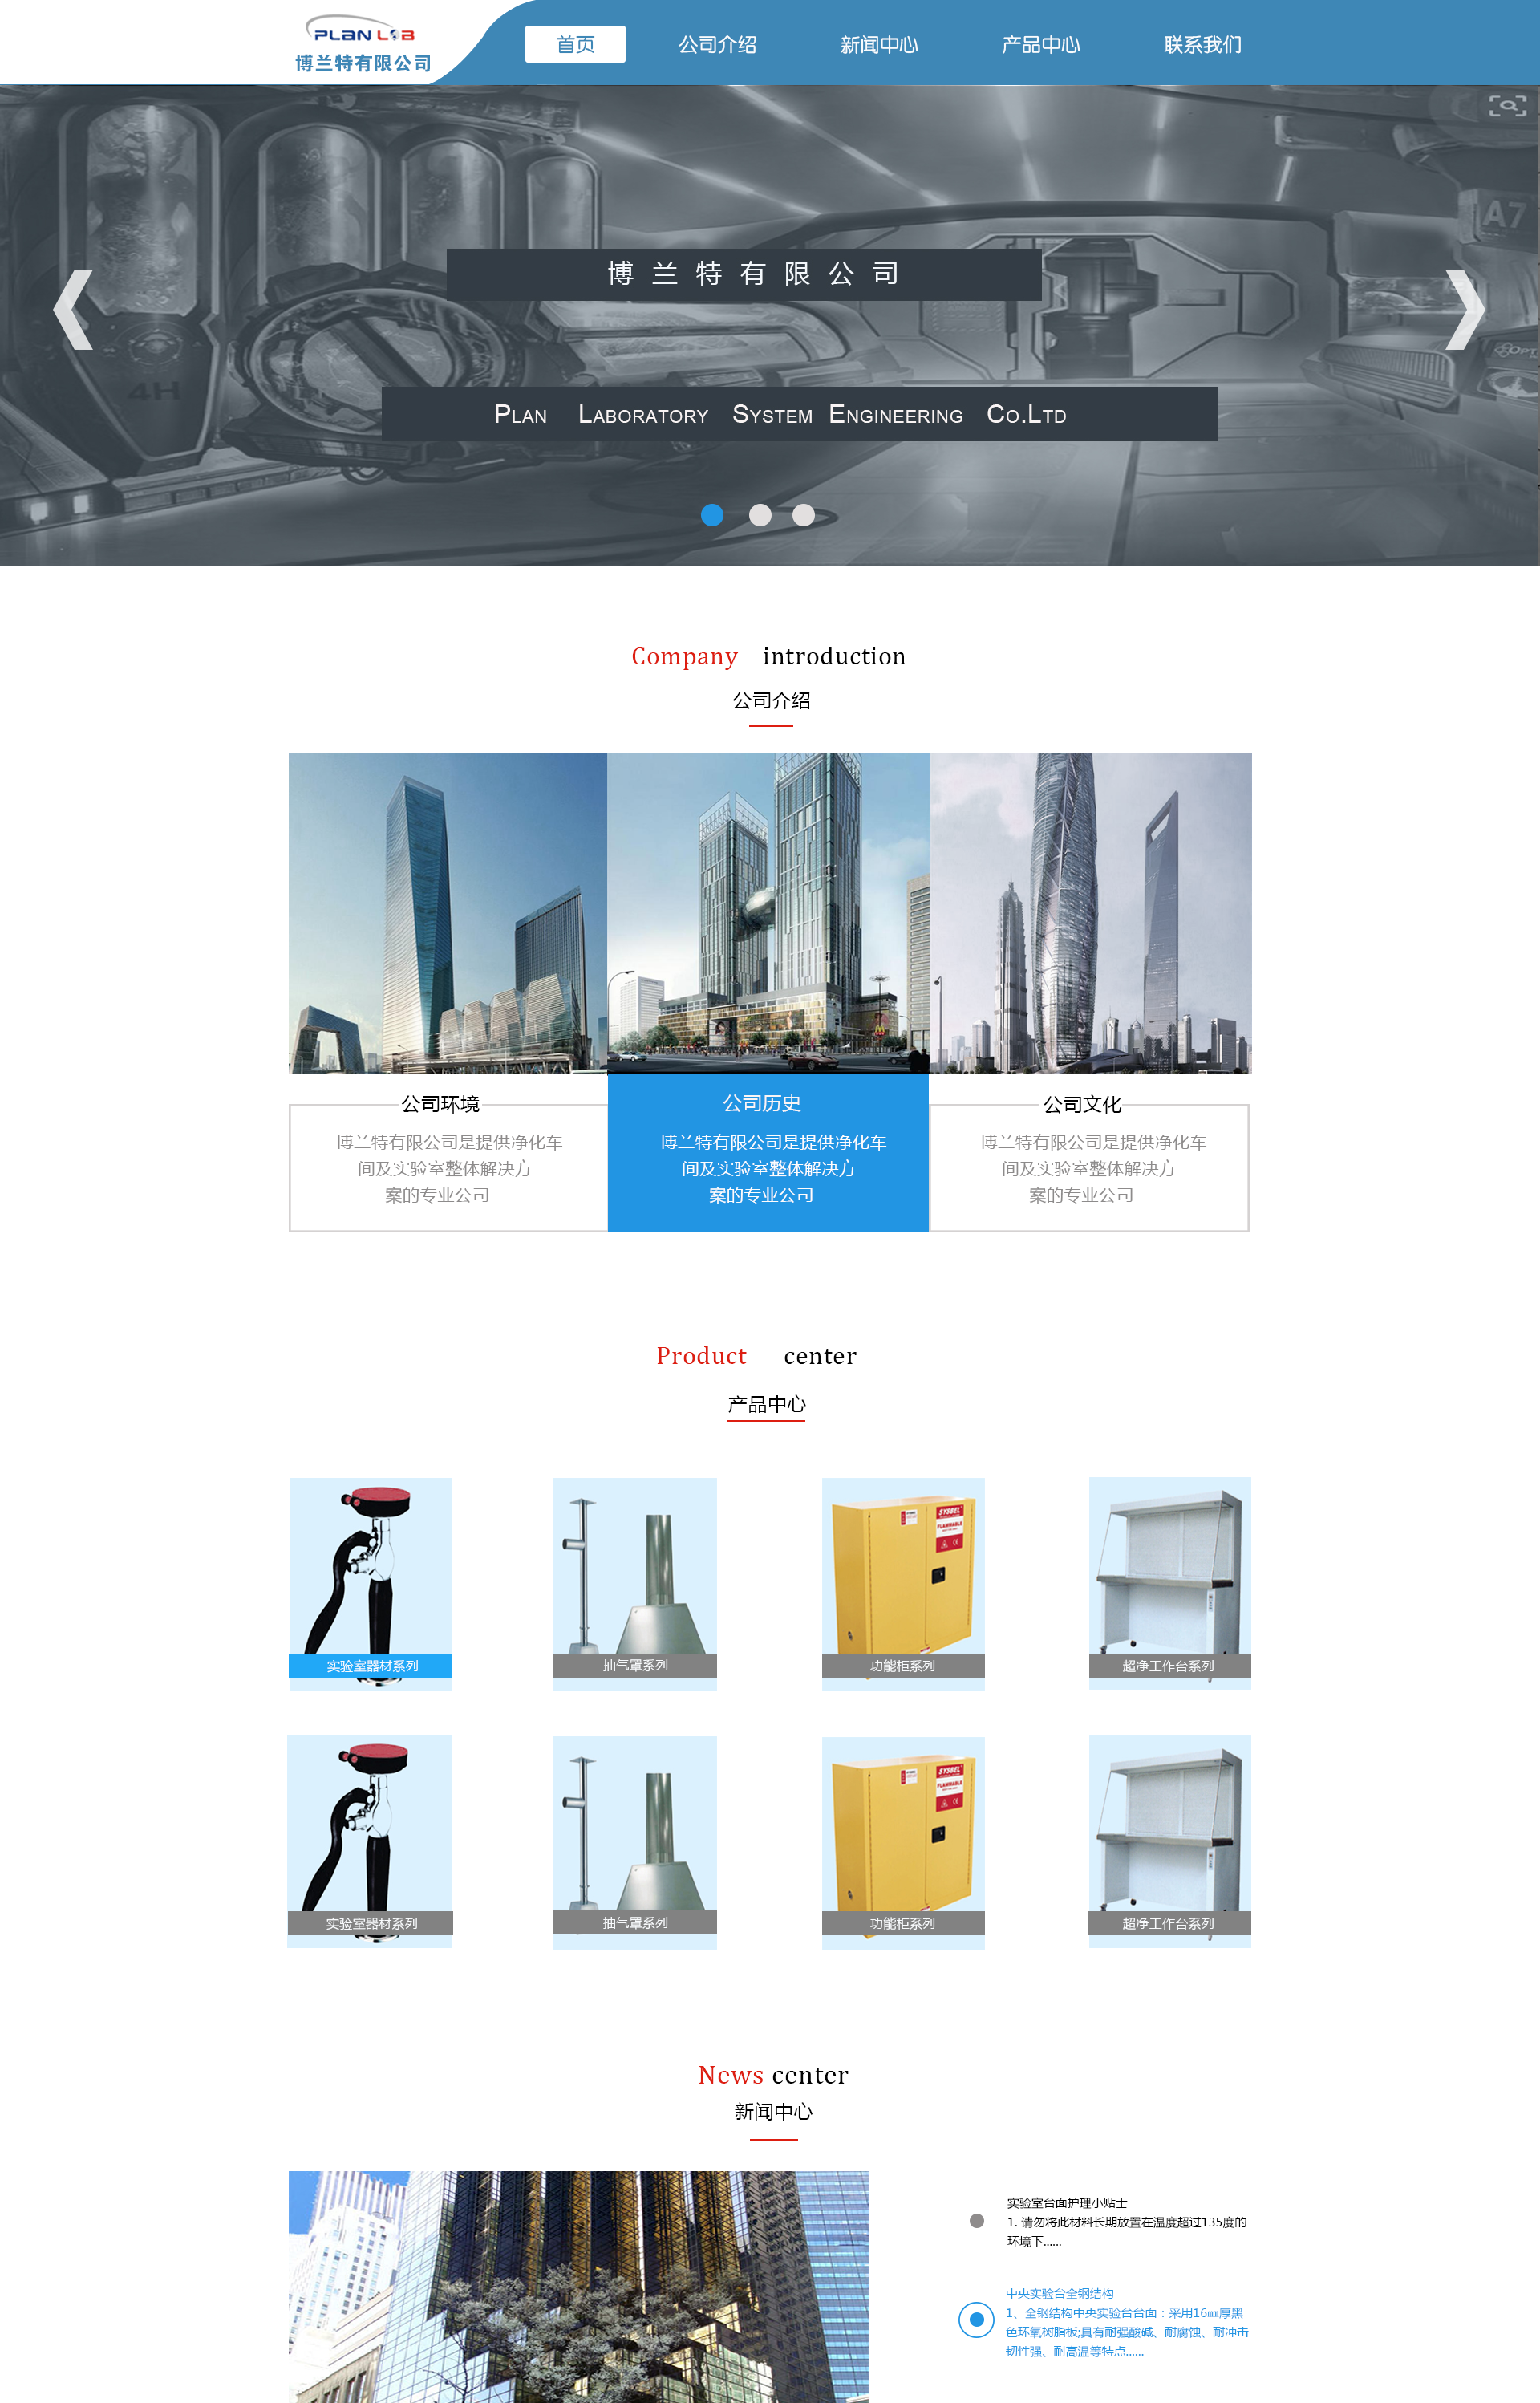 PLAN LAB
博兰特有限公司
首页 公司介绍 新闻中心 产品中心 联系我们
A7
博兰特有限公司
4H
PLAN LABORATORY SYSTEM ENGINEERING CO.LTD
Company introduction
公司介绍
公司环境
博兰特有限公司是提供净化车
间及实验室整体解决方
案的专业公司
公司历史
博兰特有限公司是提供净化车
间及实验室整体解决方
案的专业公司
公司文化
博兰特有限公司是提供净化车
间及实验室整体解决方
案的专业公司
Product center
产品中心
SYSBEL
FLAMMABLE
实验室器材系列 抽气罩系列 功能柜系列 超净工作台系列
SYSBEL
FLAMMABLE
实验室器材系列 抽气罩系列 功能柜系列 超净工作台系列
News center
新闻中心
实验室台面护理小贴士
1. 请勿将此材料长期放置在温度超过135度的
环境下......
中央实验台全钢结构
1、全钢结构中央实验台台面：采用16㎜厚黑
色环氧树脂板;具有耐强酸碱、耐腐蚀、耐冲击
韧性强、耐高温等特点......